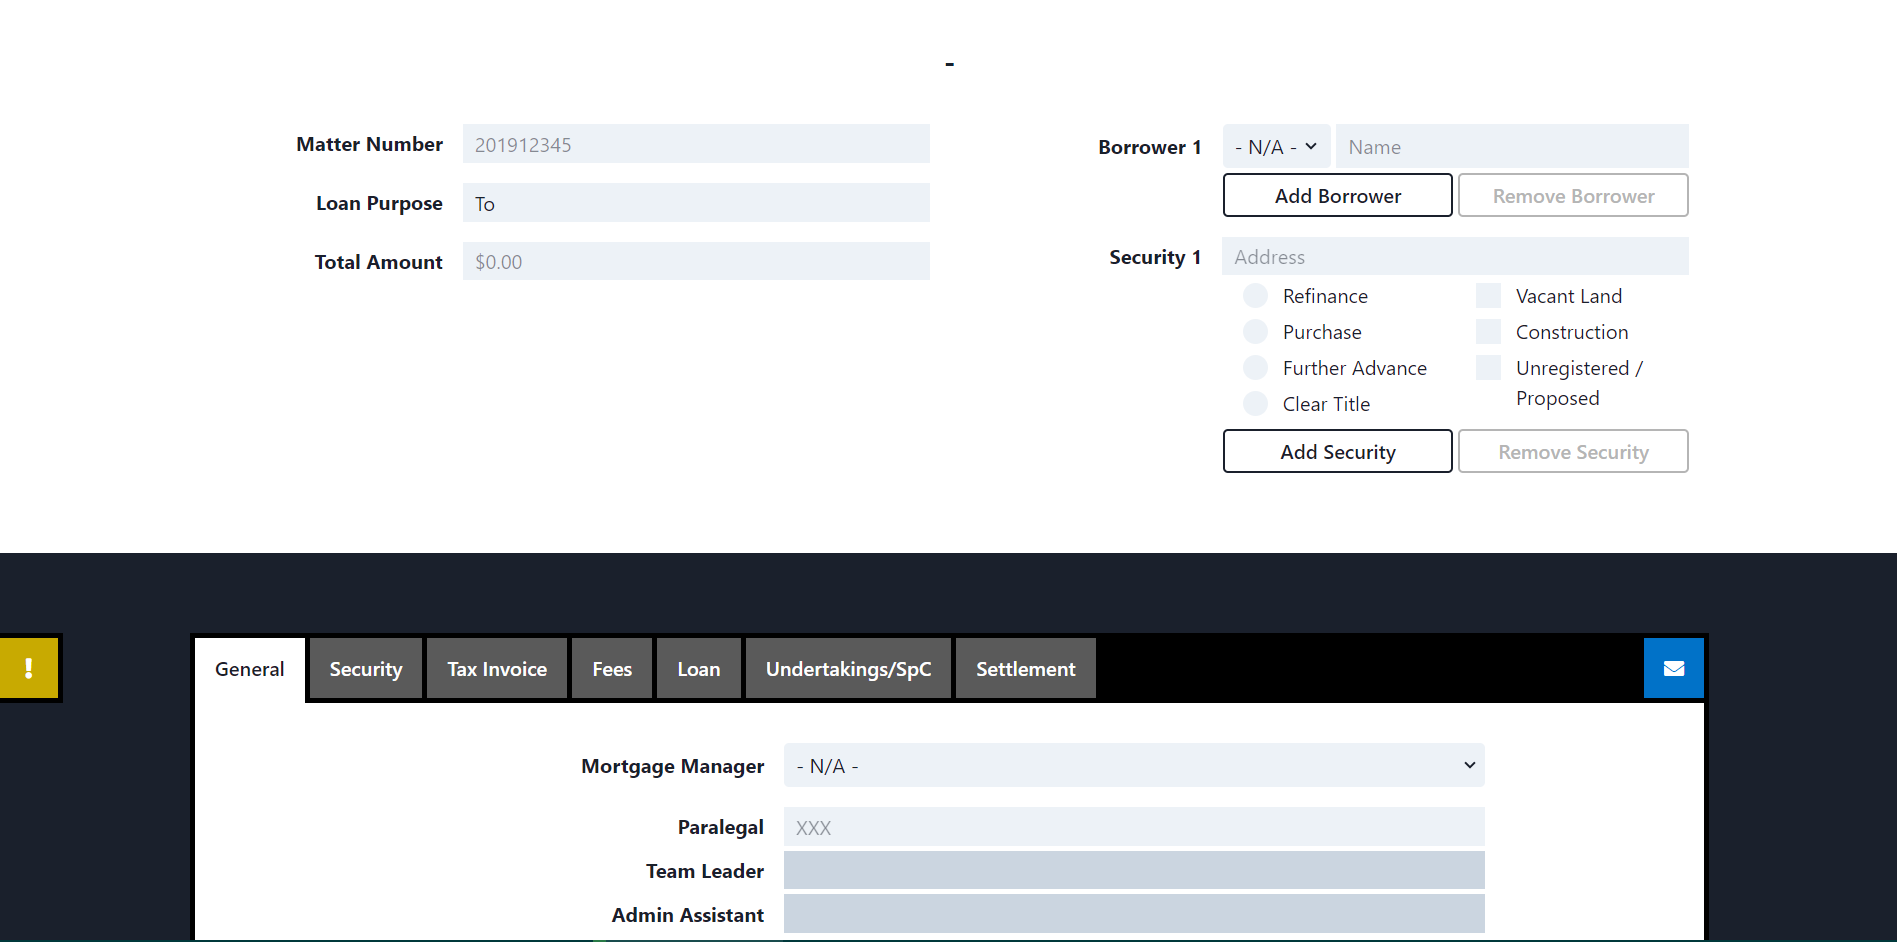 -
Matter Number 201912345
Loan Purpose To
Total Amount $0.00
Borrower 1 - N/A - Name
Add Borrower Remove Borrower
Security 1 Address
Refinance Vacant Land
Purchase Construction
Further Advance Unregistered /
Proposed
Clear Title
Add Security Remove Security
! General Security Tax Invoice Fees Loan Undertakings/SpC Settlement
Mortgage Manager - N/A -
Paralegal XXX
Team Leader
Admin Assistant